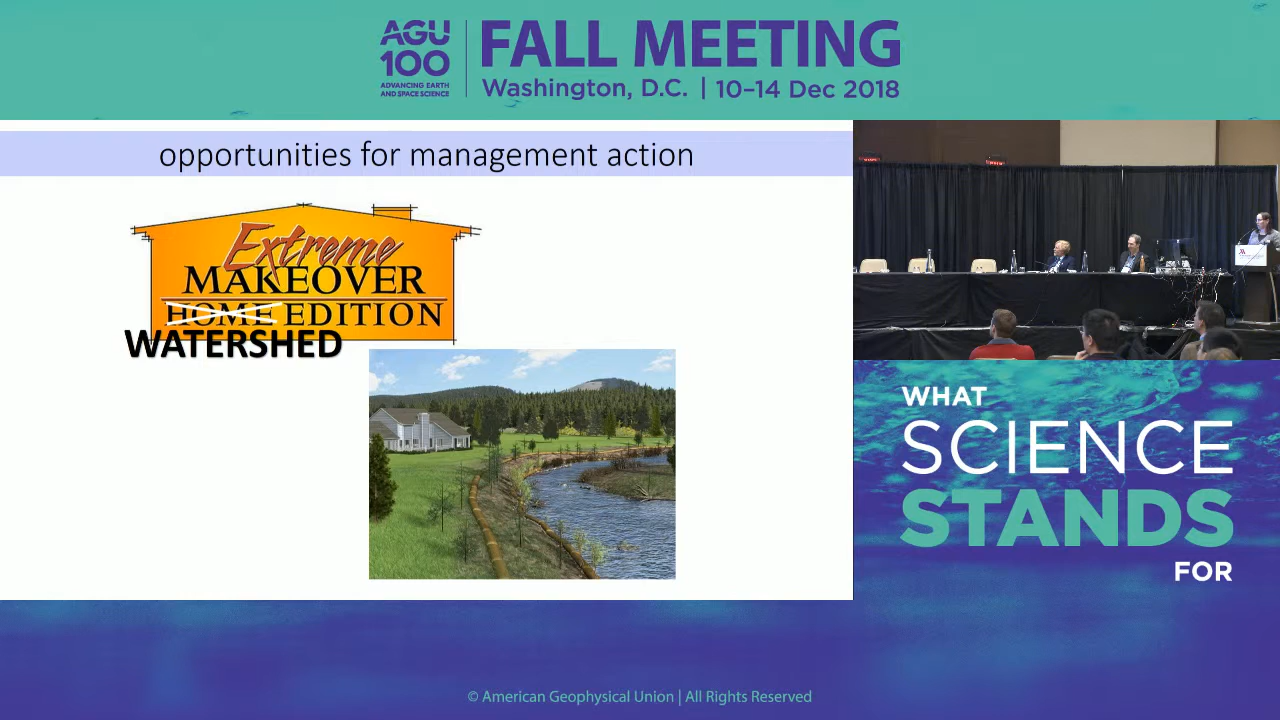 AGU
100
ADVANCING EARTH
AND SPACE SCIENCE
FALL MEETING
Washington, D.C. | 10–14 Dec 2018
opportunities for management action
Extreme
MAKEOVER
HOME EDITION
WATERSHED
WHAT
SCIENCE
STANDS
FOR
© American Geophysical Union | All Rights Reserved